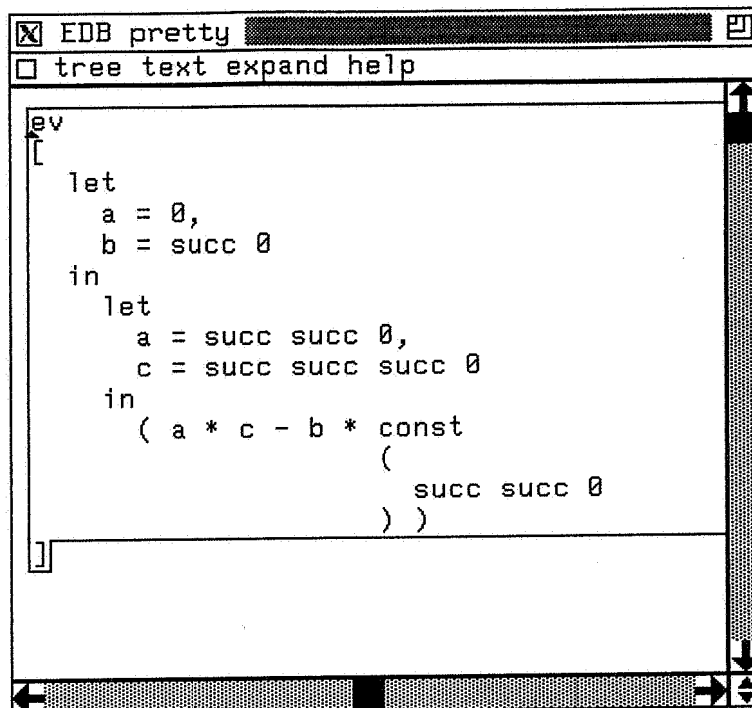 EDB pretty
tree text expand help
ev
[
let
a = 0,
b = succ 0
in
let
a = succ succ 0,
c = succ succ succ 0
in
( a * c - b * const
(
succ succ 0
) )
]